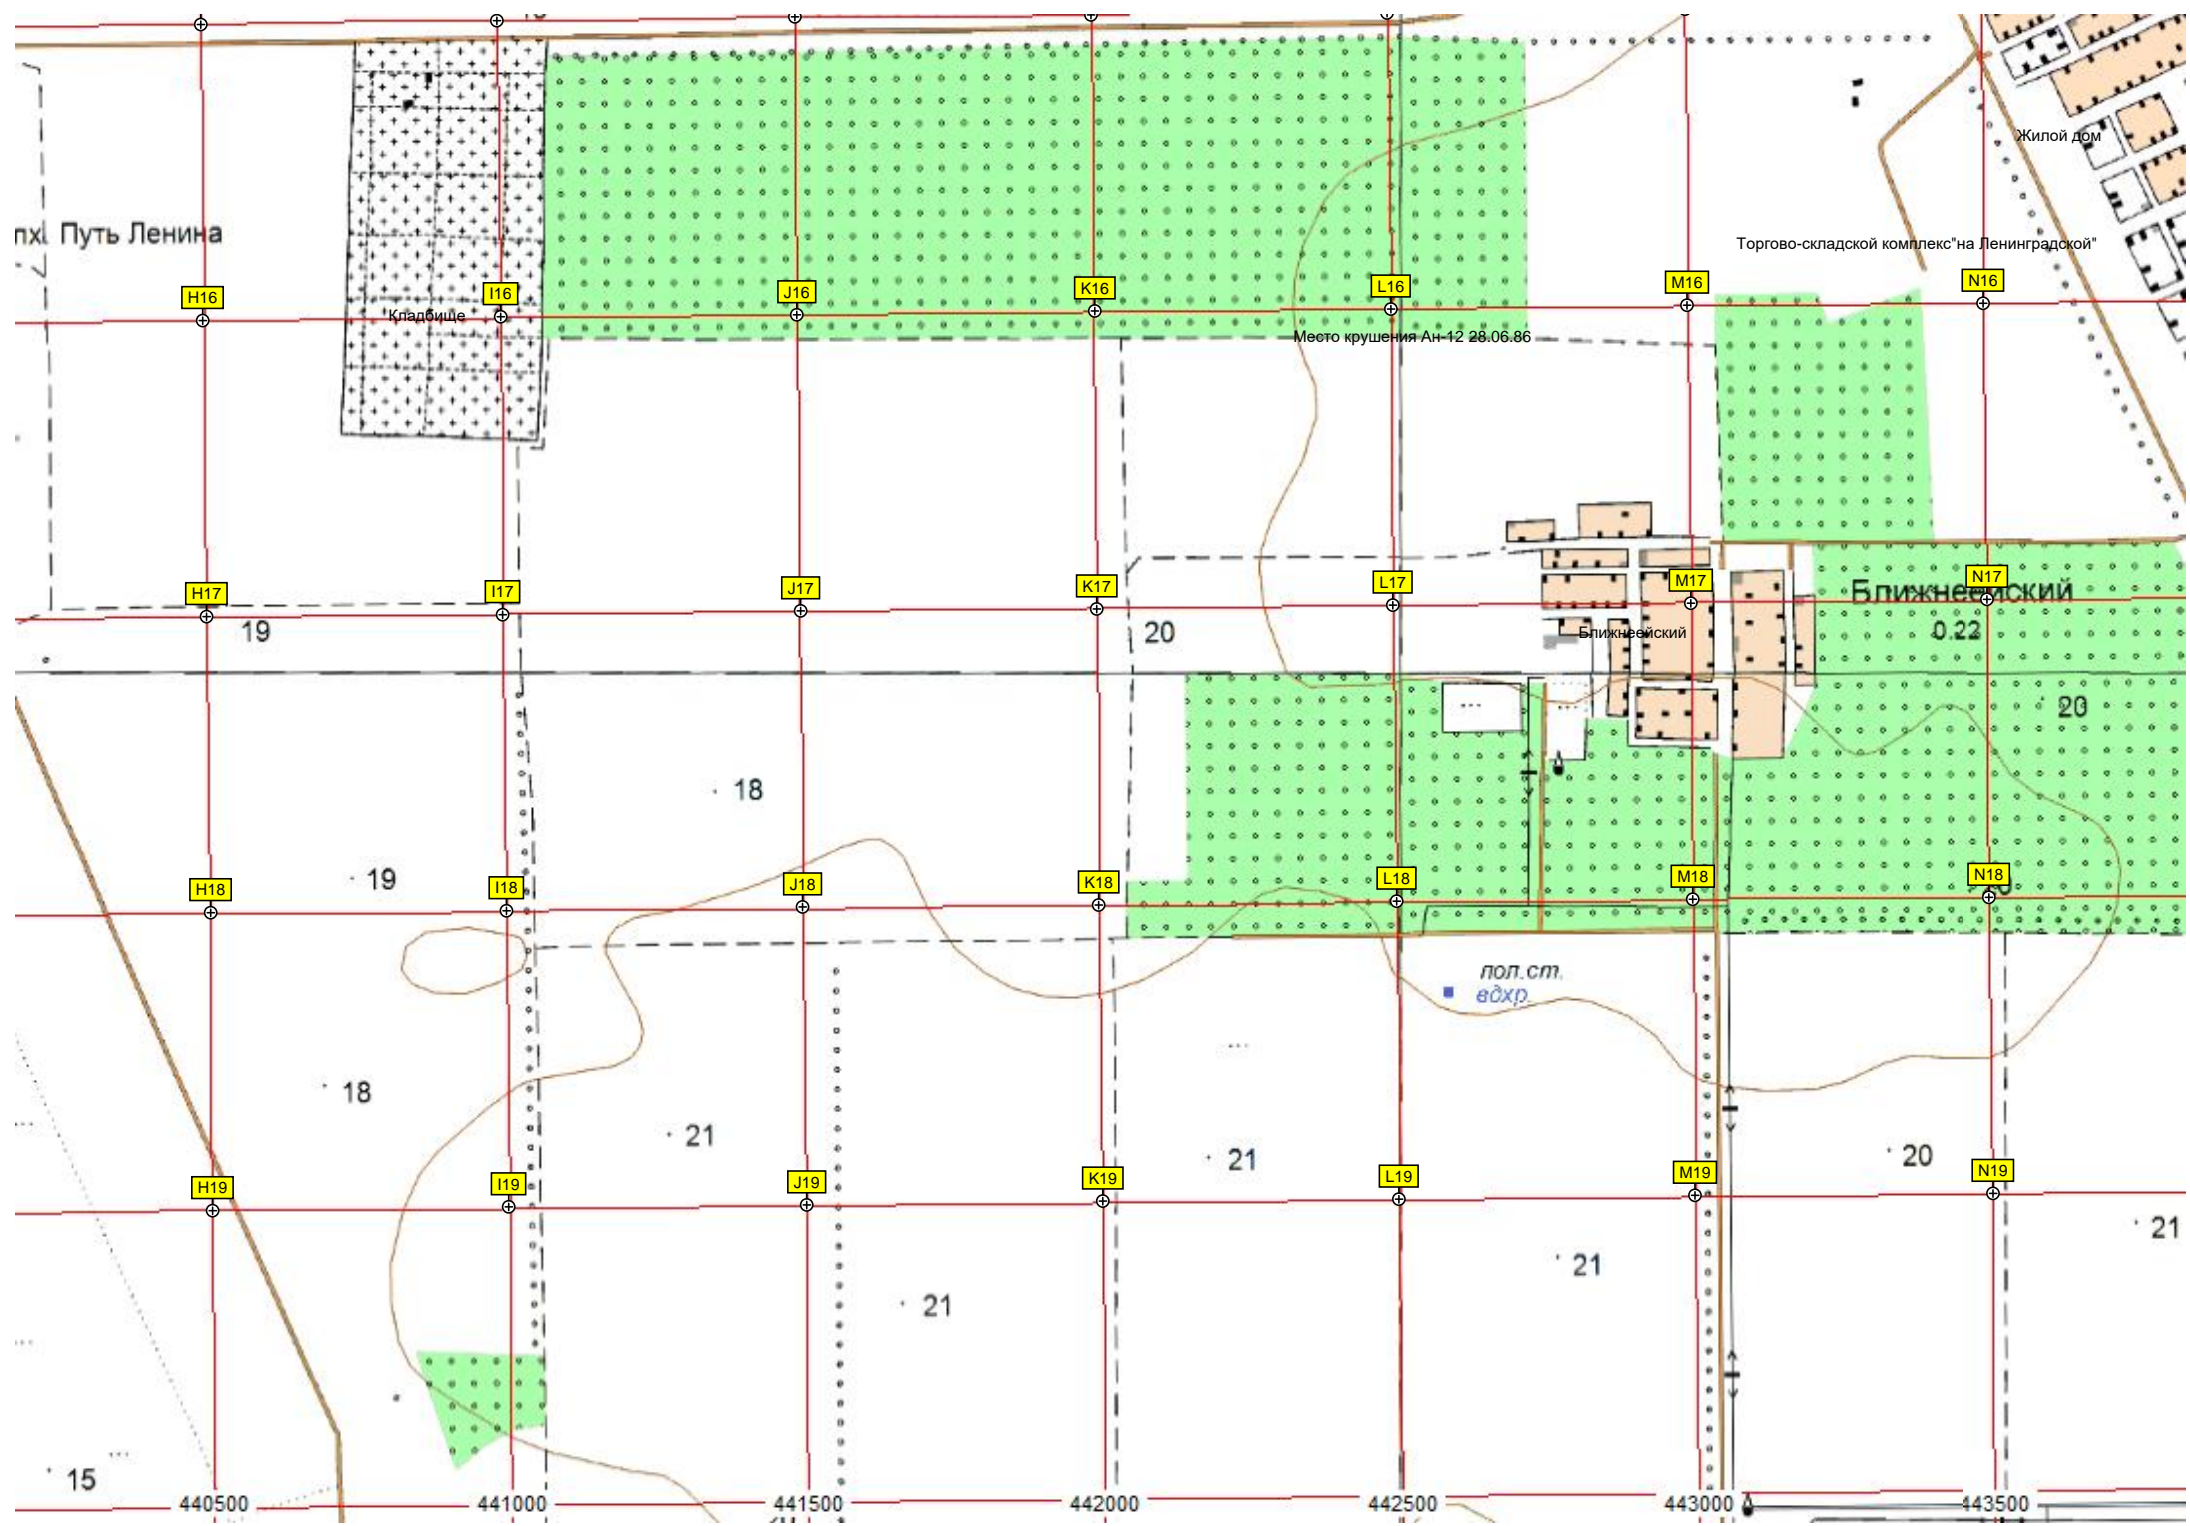 Жилой дом
пх. Путь Ленина
Торгово-складской комплекс"на Ленинградской"
H16
I16
J16
K16
L16
M16
N16
Кладбище
Место крушения Ан-12 28.06.86
H17
I17
J17
K17
L17
M17
N17
Ближнеейский
19
20
Ближнеейский
0.22
20
18
19
H18
I18
J18
K18
L18
M18
N18
пол.ст.
вдхр.
18
21
21
20
H19
I19
J19
K19
L19
M19
N19
21
21
21
15
440500
441000
441500
442000
442500
443000
443500